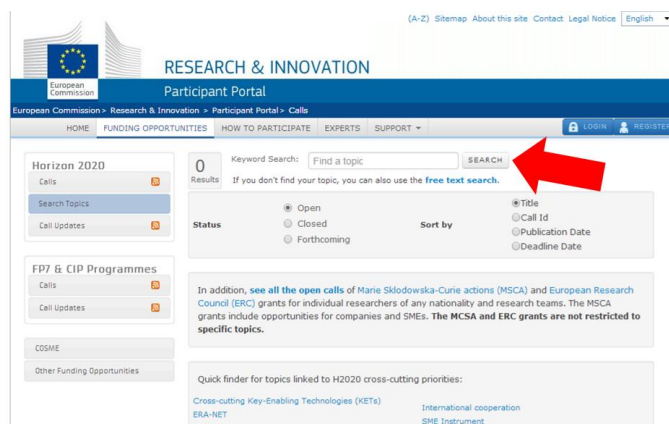 (A-Z) Sitemap About this site Contact Legal Notice English
European
Commission
RESEARCH & INNOVATION
Participant Portal
European Commission > Research & Innovation > Participant Portal > Calls
HOME FUNDING OPPORTUNITIES HOW TO PARTICIPATE EXPERTS SUPPORT LOGIN REGISTER
Horizon 2020
Calls
Search Topics
Call Updates
FP7 & CIP Programmes
Calls
Call Updates
COSME
Other Funding Opportunities
0
Results
Keyword Search: Find a topic SEARCH
If you don't find your topic, you can also use the free text search.
Status
Open
Closed
Forthcoming
Sort by
Title
Call Id
Publication Date
Deadline Date
In addition, see all the open calls of Marie Skłodowska-Curie actions (MSCA) and European Research
Council (ERC) grants for individual researchers of any nationality and research teams. The MSCA
grants include opportunities for companies and SMEs. The MCSA and ERC grants are not restricted to
specific topics.
Quick finder for topics linked to H2020 cross-cutting priorities:
Cross-cutting Key-Enabling Technologies (KETs)
ERA-NET
International cooperation
SME Instrument